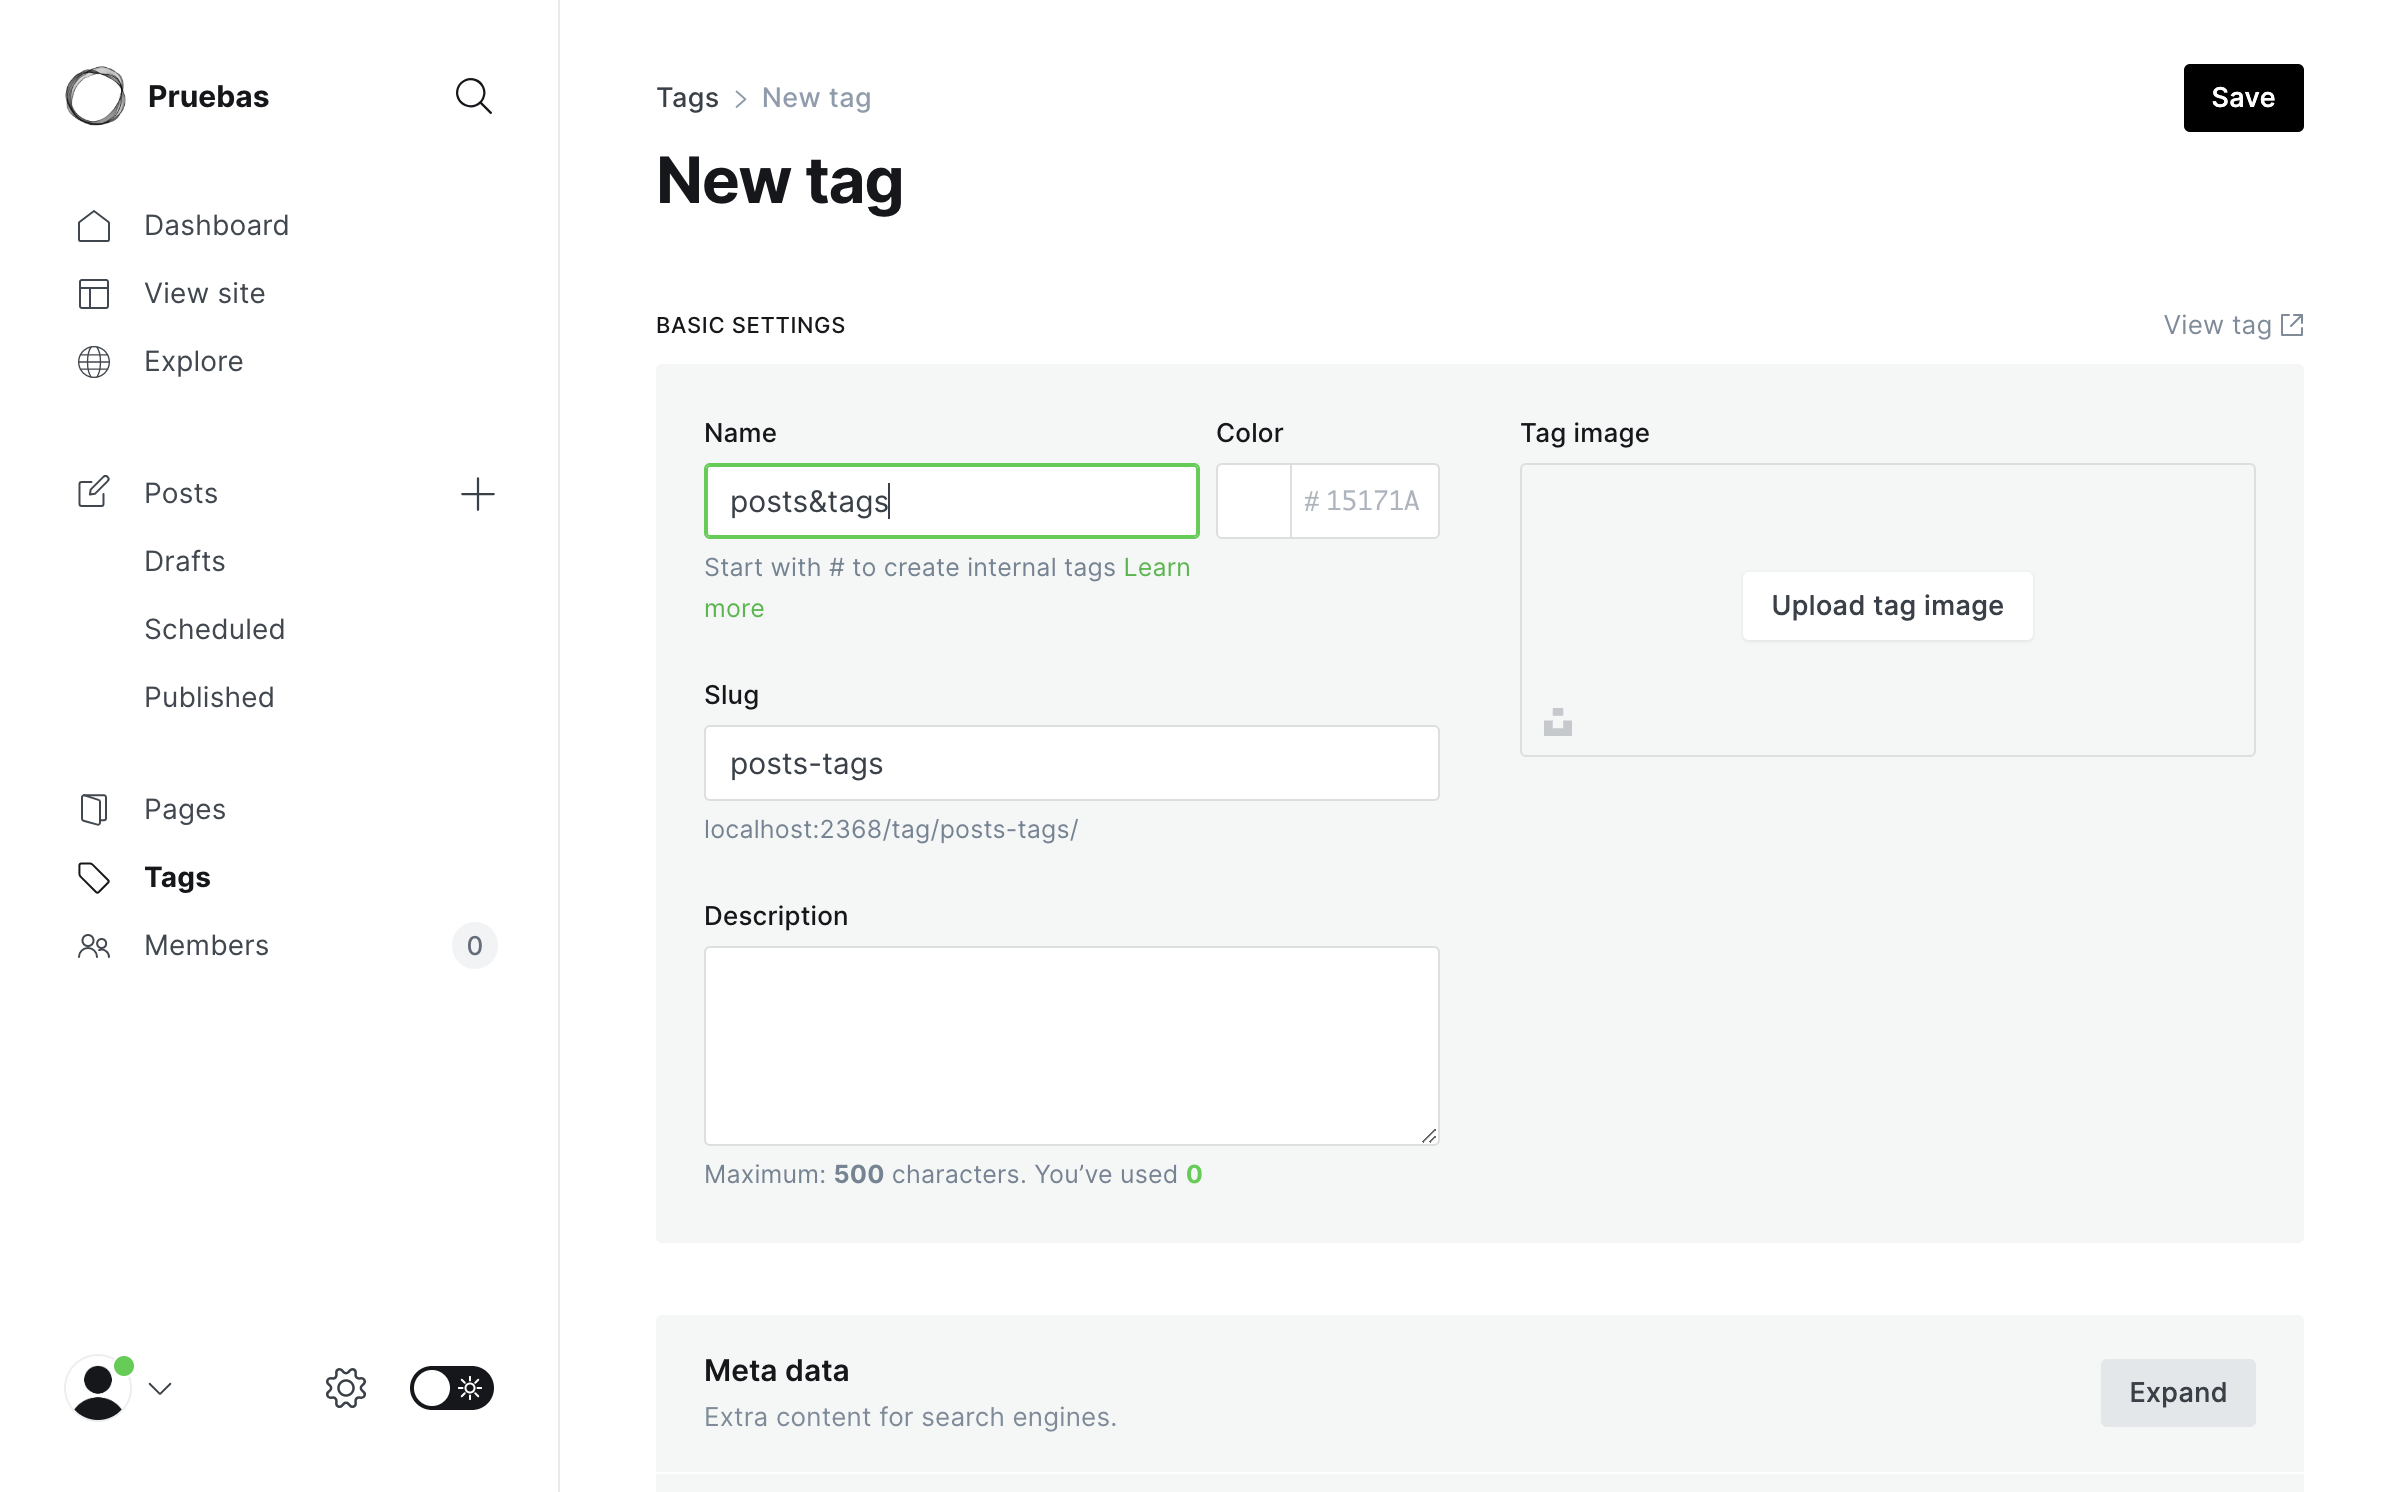 Pruebas
Dashboard
View site
Explore
Posts
Drafts
Scheduled
Published
Pages
Tags
Members 0
Tags > New tag
Save
New tag
BASIC SETTINGS
View tag
Name
posts&tags
Start with # to create internal tags Learn
more
Color
# 15171A
Tag image
Upload tag image
Slug
posts-tags
localhost:2368/tag/posts-tags/
Description
Maximum: 500 characters. You’ve used 0
Meta data
Extra content for search engines.
Expand